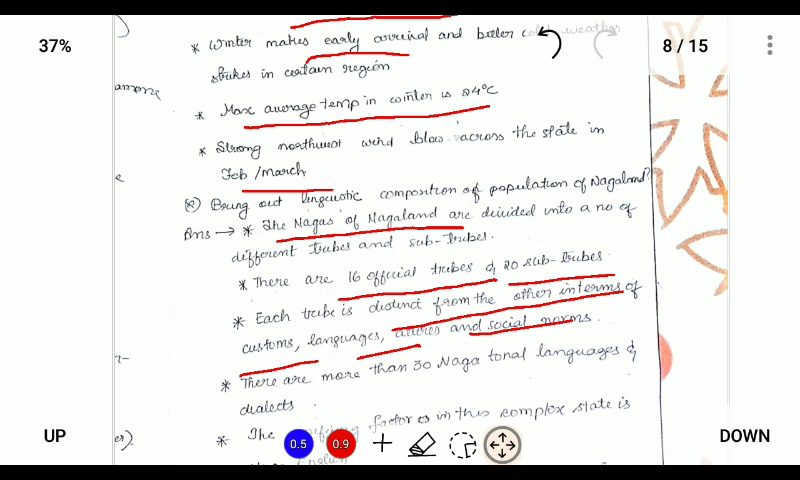 37%
8 / 15
* Winter makes early arrival and bitter cold weather
strikes in certain region
* Max average temp in winter is 24°C
* Strong northwest wind blow across the state in
Feb / March
Bring out linguistic composition of population of Nagaland?
Ans → * The Nagas of Nagaland are divided into a no of
different tribes and sub-tribes.
* There are 16 official tribes & 20 sub-tribes.
* Each tribe is distinct from the other interms of
customs, languages, attires and social norms.
* There are more than 30 Naga tonal languages &
dialects.
* The factor in this complex state is
English
UP
0.5
0.9
DOWN